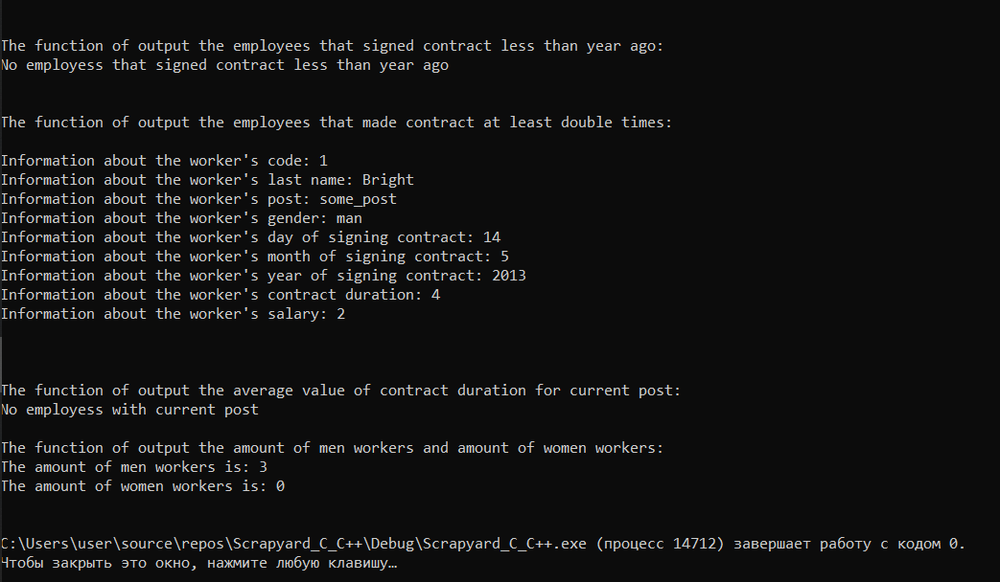 The function of output the employees that signed contract less than year ago:
No employess that signed contract less than year ago
The function of output the employees that made contract at least double times:
Information about the worker's code: 1
Information about the worker's last name: Bright
Information about the worker's post: some_post
Information about the worker's gender: man
Information about the worker's day of signing contract: 14
Information about the worker's month of signing contract: 5
Information about the worker's year of signing contract: 2013
Information about the worker's contract duration: 4
Information about the worker's salary: 2
The function of output the average value of contract duration for current post:
No employess with current post
The function of output the amount of men workers and amount of women workers:
The amount of men workers is: 3
The amount of women workers is: 0
C:\Users\user\source\repos\Scrapyard_C_C++\Debug\Scrapyard_C_C++.exe (процесс 14712) завершает работу с кодом 0.
Чтобы закрыть это окно, нажмите любую клавишу…